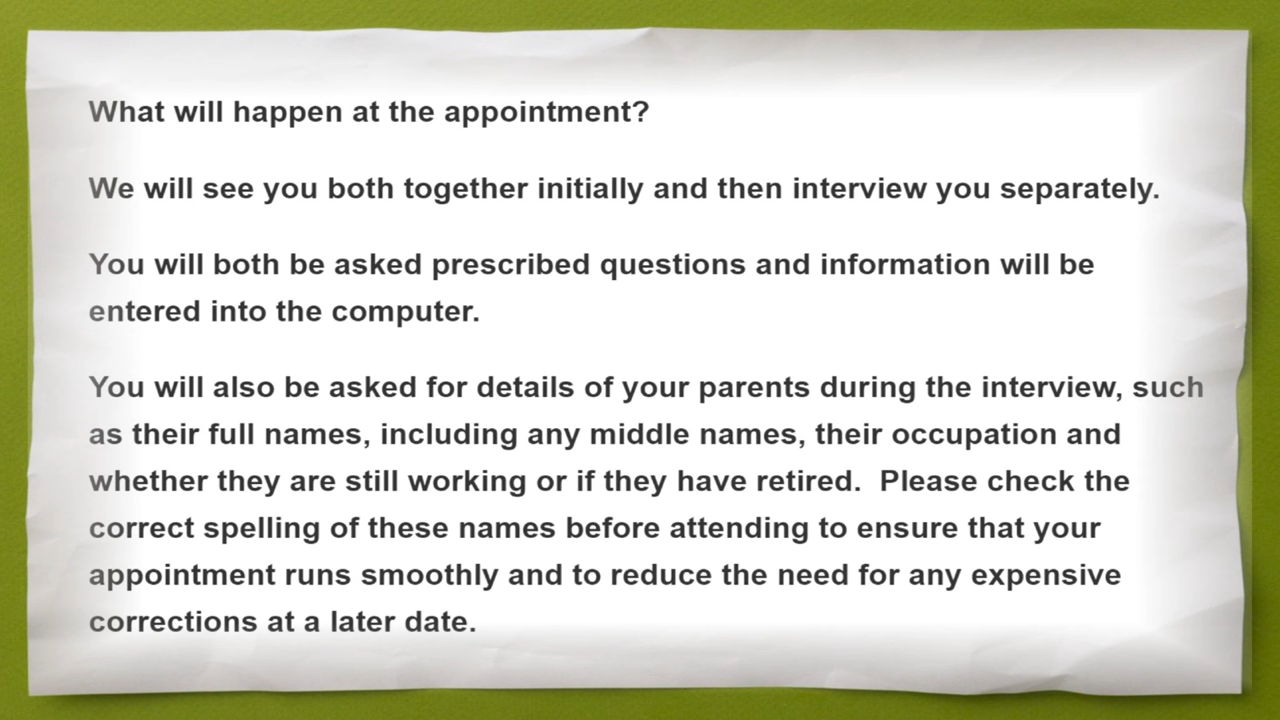 What will happen at the appointment?
We will see you both together initially and then interview you separately.
You will both be asked prescribed questions and information will be
entered into the computer.
You will also be asked for details of your parents during the interview, such
as their full names, including any middle names, their occupation and
whether they are still working or if they have retired.  Please check the
correct spelling of these names before attending to ensure that your
appointment runs smoothly and to reduce the need for any expensive
corrections at a later date.